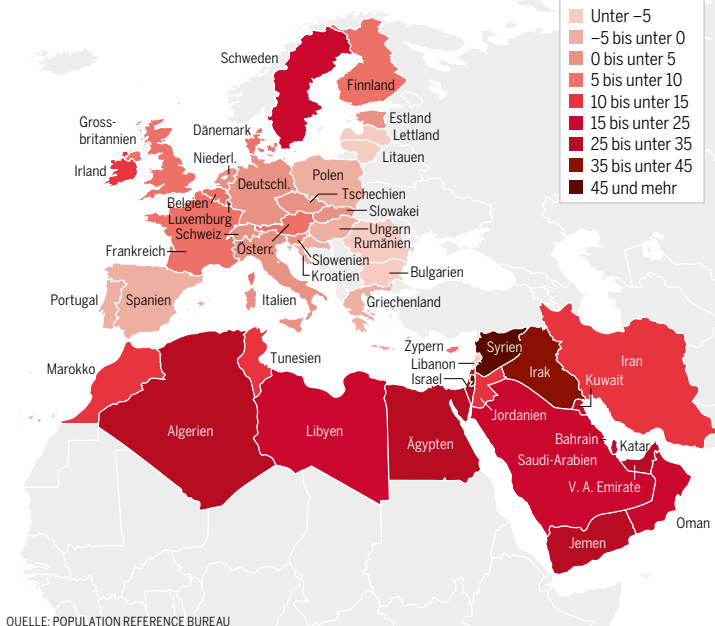 Unter –5
–5 bis unter 0
0 bis unter 5
5 bis unter 10
10 bis unter 15
15 bis unter 25
25 bis unter 35
35 bis unter 45
45 und mehr
Schweden
Finnland
Gross-
britannien
Dänemark
Estland
Lettland
Litauen
Irland
Niederl.
Deutschl.
Polen
Belgien
Tschechien
Luxemburg
Slowakei
Schweiz
Ungarn
Rumänien
Frankreich
Österr.
Slowenien
Kroatien
Bulgarien
Portugal
Spanien
Italien
Griechenland
Marokko
Tunesien
Zypern
Libanon
Israel
Syrien
Irak
Iran
Kuwait
Jordanien
Algerien
Libyen
Ägypten
Bahrain
Katar
Saudi-Arabien
V. A. Emirate
Oman
Jemen
QUELLE: POPULATION REFERENCE BUREAU